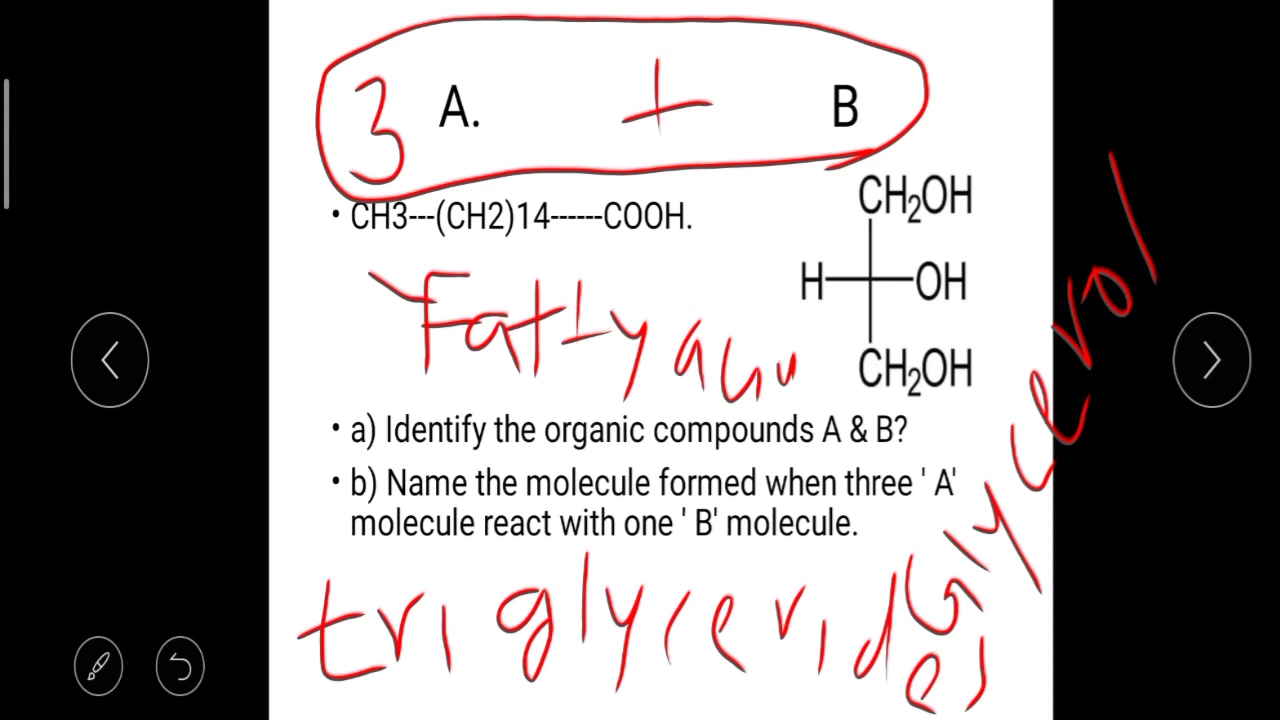 3 A. + B
• CH3---(CH2)14------COOH.
CH₂OH
H OH
CH₂OH
Fatty
Glycerol
• a) Identify the organic compounds A & B?
• b) Name the molecule formed when three ' A'
molecule react with one ' B' molecule.
triglycerides